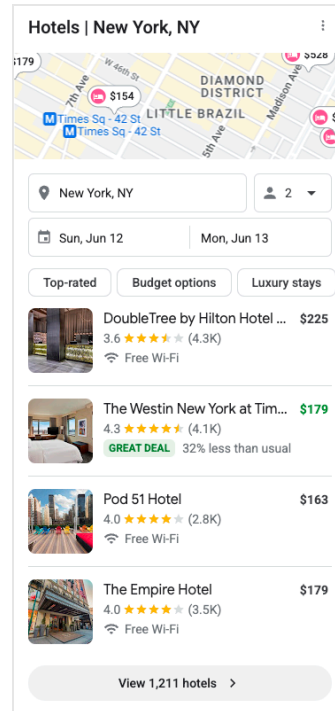 Hotels | New York, NY
$179
W 46th St
$528
DIAMOND
DISTRICT
7th Ave
$154
LITTLE BRAZIL
Madison Ave
M Times Sq - 42 St
M Times Sq - 42 St
5th Ave
New York, NY
2
Sun, Jun 12
Mon, Jun 13
Top-rated
Budget options
Luxury stays
DoubleTree by Hilton Hotel ... $225
3.6 (4.3K)
Free Wi-Fi
The Westin New York at Tim... $179
4.3 (4.1K)
GREAT DEAL 32% less than usual
Pod 51 Hotel $163
4.0 (2.8K)
Free Wi-Fi
The Empire Hotel $179
4.0 (3.5K)
Free Wi-Fi
View 1,211 hotels